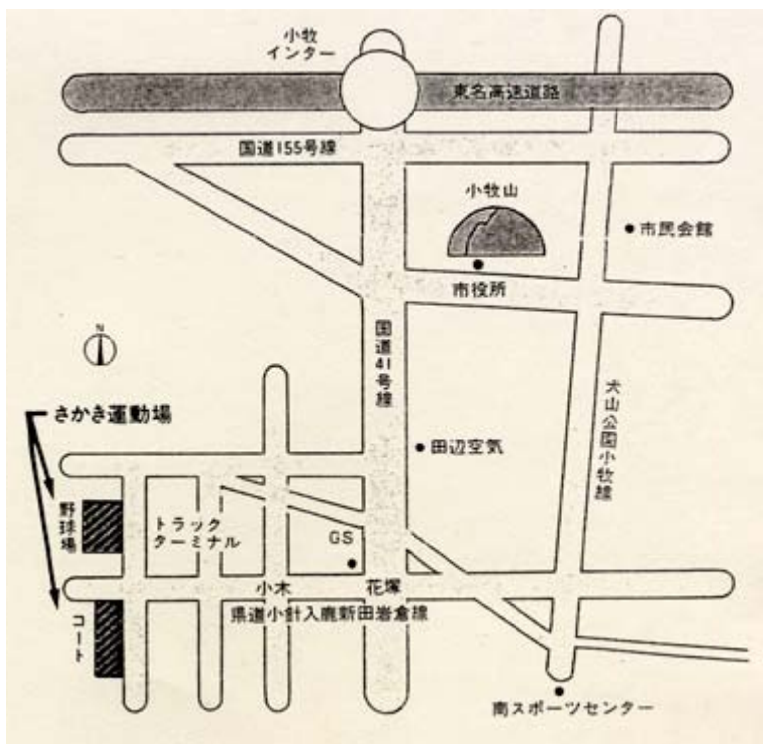 小牧
インター
東名高速道路
国道155号線
小牧山
市民会館
市役所
N
国道41号線
犬山公園小牧線
さかき運動場
田辺空気
野球場
トラック
ターミナル
GS
小木
花塚
県道小針入鹿新田岩倉線
コート
南スポーツセンター